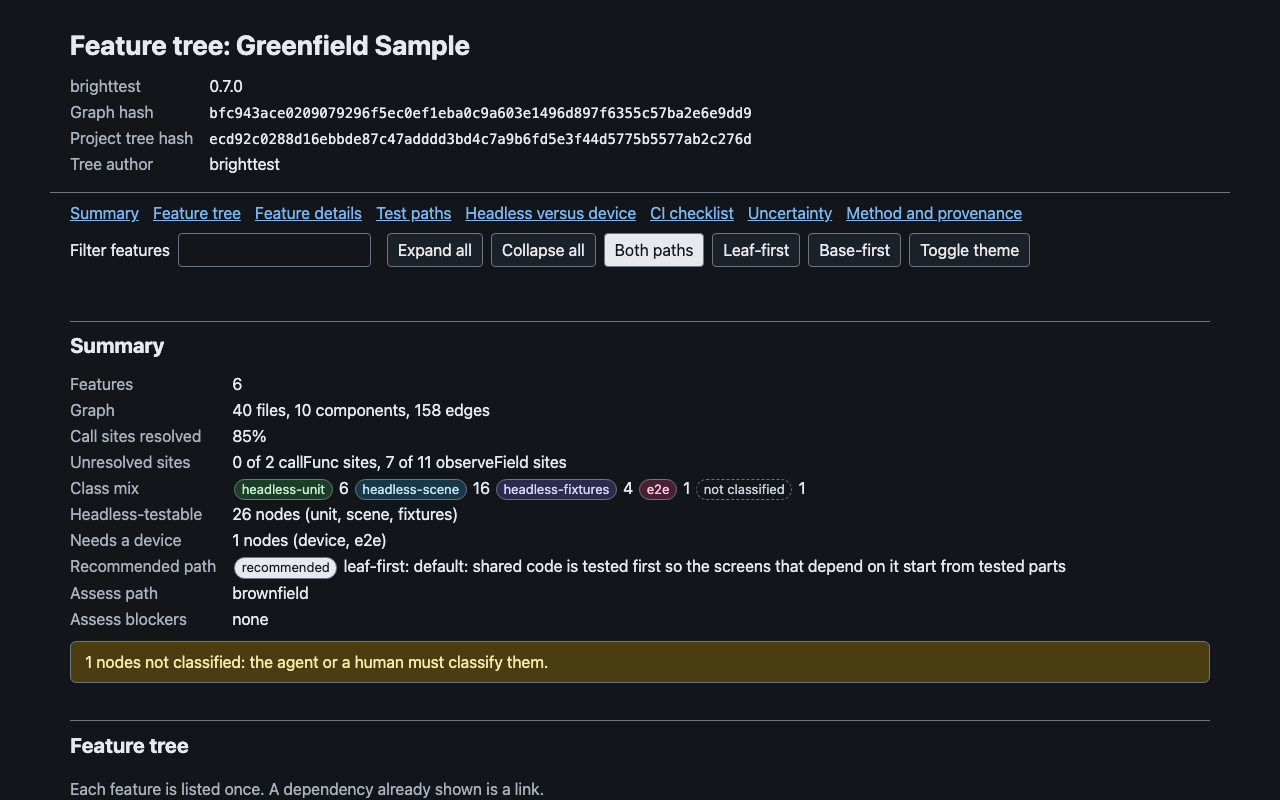 Feature tree: Greenfield Sample
brighttest 0.7.0
Graph hash bfc943ace0209079296f5ec0ef1eba0c9a603e1496d897f6355c57ba2e6e9dd9
Project tree hash ecd92c0288d16ebbde87c47adddd3bd4c7a9b6fd5e3f44d5775b5577ab2c276d
Tree author brighttest
Summary Feature tree Feature details Test paths Headless versus device CI checklist Uncertainty Method and provenance
Filter features Expand all Collapse all Both paths Leaf-first Base-first Toggle theme
Summary
Features 6
Graph 40 files, 10 components, 158 edges
Call sites resolved 85%
Unresolved sites 0 of 2 callFunc sites, 7 of 11 observeField sites
Class mix headless-unit 6 headless-scene 16 headless-fixtures 4 e2e 1 not classified 1
Headless-testable 26 nodes (unit, scene, fixtures)
Needs a device 1 nodes (device, e2e)
Recommended path recommended leaf-first: default: shared code is tested first so the screens that depend on it start from tested parts
Assess path brownfield
Assess blockers none
1 nodes not classified: the agent or a human must classify them.
Feature tree
Each feature is listed once. A dependency already shown is a link.